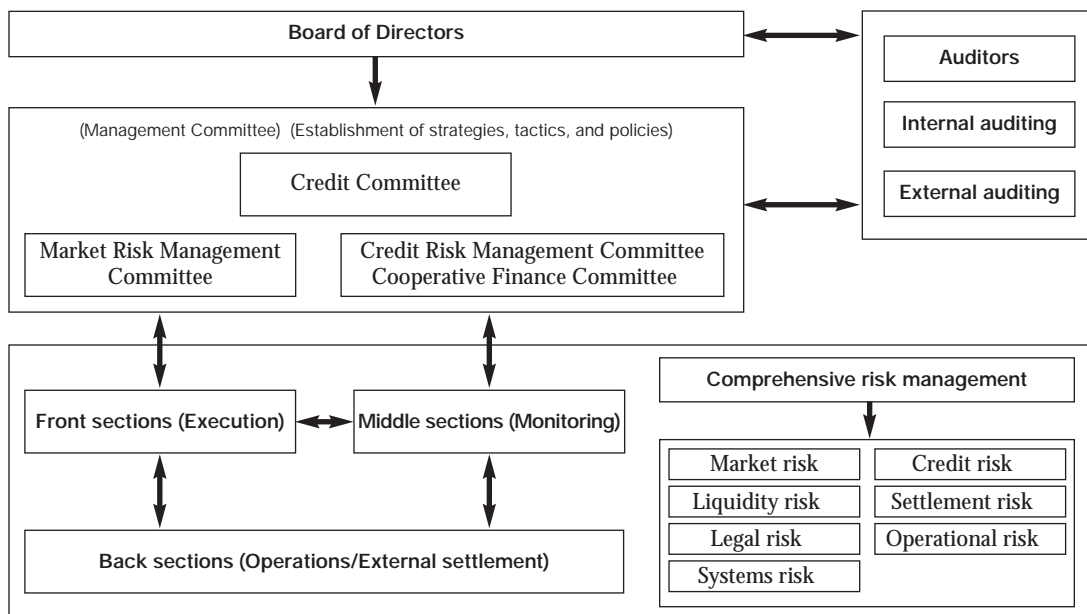 Board of Directors
Auditors
Internal auditing
External auditing
(Management Committee) (Establishment of strategies, tactics, and policies)
Credit Committee
Market Risk Management
Committee
Credit Risk Management Committee
Cooperative Finance Committee
Front sections (Execution)
Middle sections (Monitoring)
Back sections (Operations/External settlement)
Comprehensive risk management
Market risk
Credit risk
Liquidity risk
Settlement risk
Legal risk
Operational risk
Systems risk